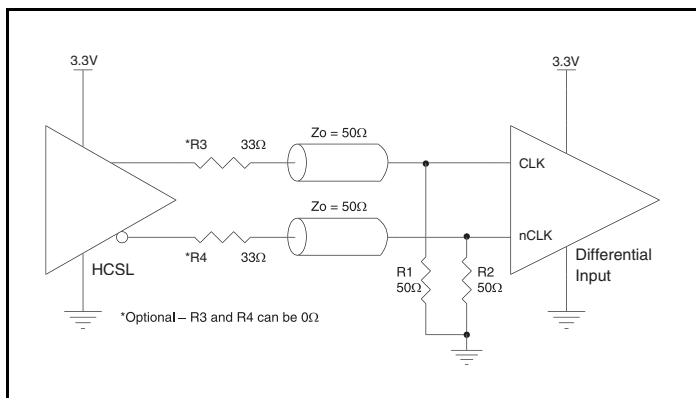 3.3V
3.3V
*R3 33Ω
Zo = 50Ω
CLK
Zo = 50Ω
nCLK
*R4 33Ω
HCSL
R1
50Ω
R2
50Ω
Differential
Input
*Optional – R3 and R4 can be 0Ω